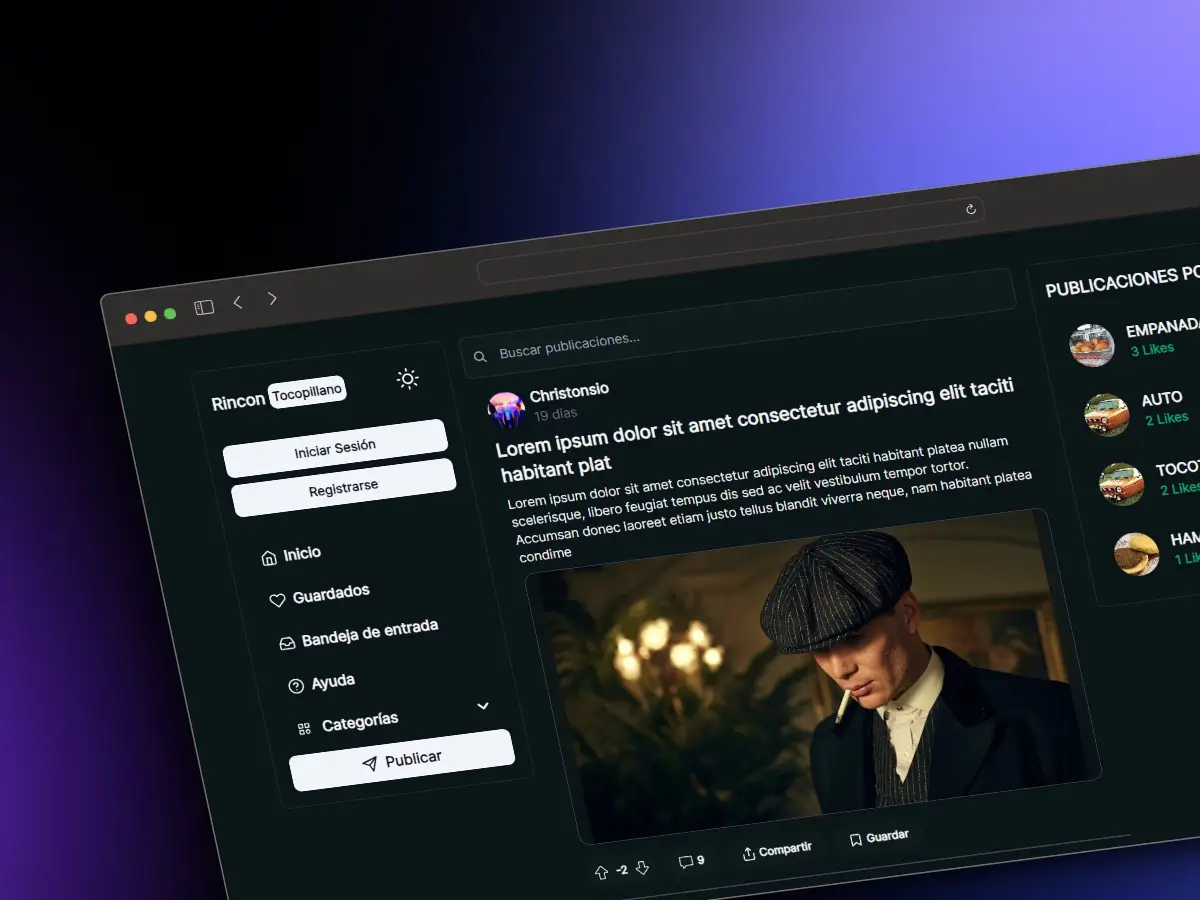 Rincon Tocopillano
Iniciar Sesión
Registrarse
Inicio
Guardados
Bandeja de entrada
Ayuda
Categorías
Publicar
Buscar publicaciones...
Christonsio
19 días
Lorem ipsum dolor sit amet consectetur adipiscing elit taciti
habitant plat
Lorem ipsum dolor sit amet consectetur adipiscing elit taciti habitant platea nullam
scelerisque, libero feugiat tempus dis sed ac velit vestibulum tempor tortor.
Accumsan donec laoreet etiam justo tellus blandit viverra neque, nam habitant platea
condime
-2
9
Compartir
Guardar
PUBLICACIONES PO
EMPANADA
3 Likes
AUTO
2 Likes
TOCO
2 Likes
HAM
1 Lik